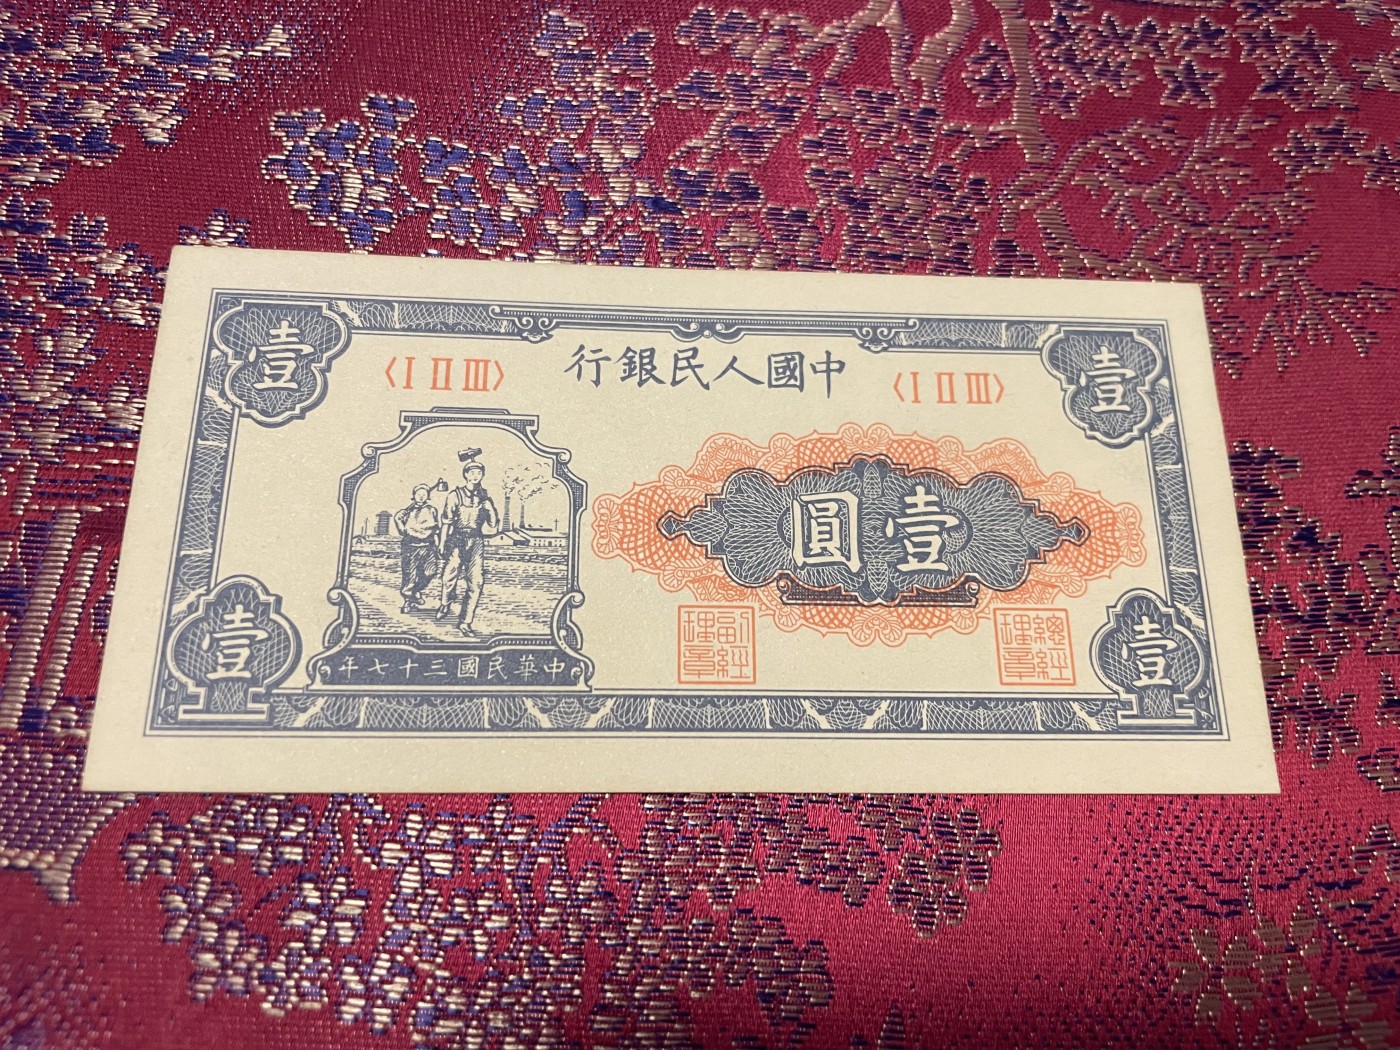 中國人民銀行
〈I II III〉
〈I II III〉
壹
壹
壹圓
中華民國三十七年
總經理章
副經理章
壹
壹